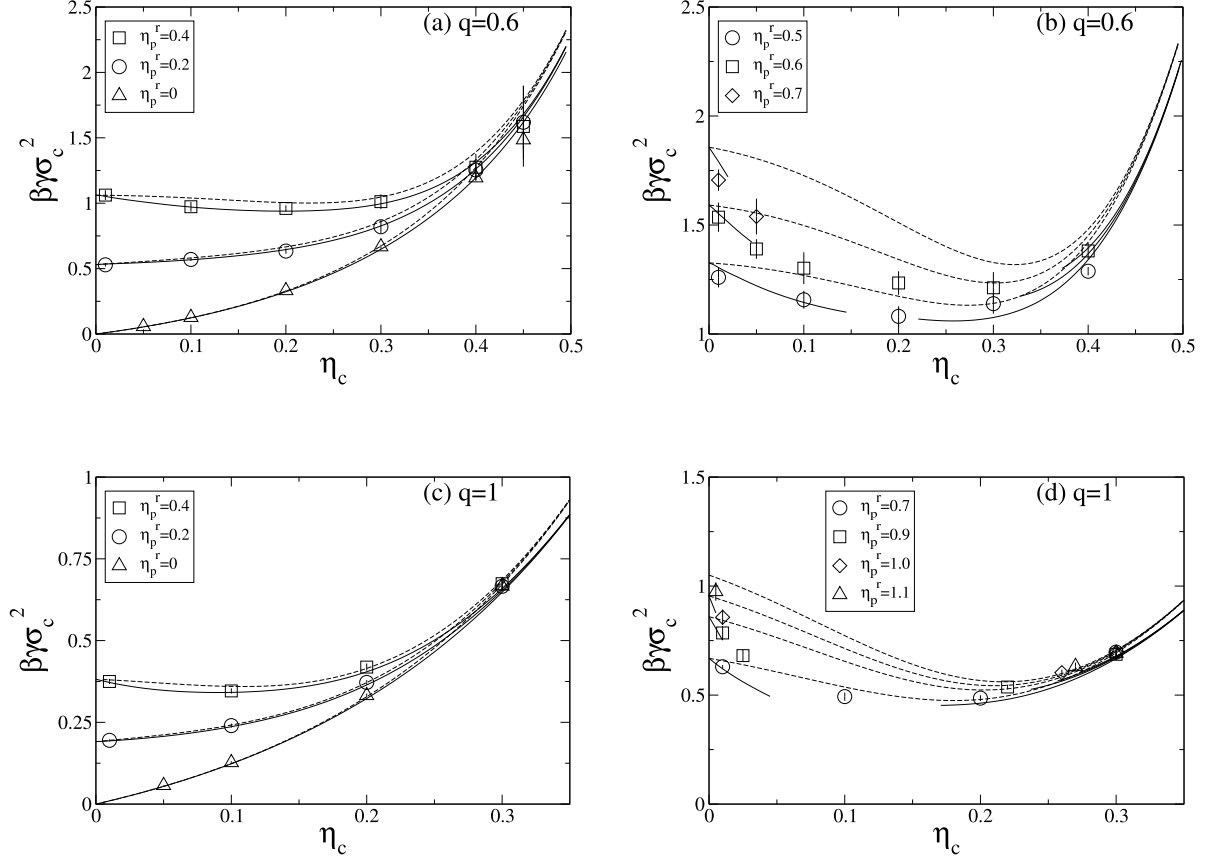 (a) q=0.6
η_p^r=0.4
η_p^r=0.2
η_p^r=0
βγσ_c^2
2.5
2
1.5
1
0.5
0
0 0.1 0.2 0.3 0.4 0.5
η_c
(b) q=0.6
η_p^r=0.5
η_p^r=0.6
η_p^r=0.7
βγσ_c^2
2.5
2
1.5
1
0 0.1 0.2 0.3 0.4 0.5
η_c
(c) q=1
η_p^r=0.4
η_p^r=0.2
η_p^r=0
βγσ_c^2
1
0.75
0.5
0.25
0
0 0.1 0.2 0.3
η_c
(d) q=1
η_p^r=0.7
η_p^r=0.9
η_p^r=1.0
η_p^r=1.1
βγσ_c^2
1.5
1
0.5
0
0 0.1 0.2 0.3
η_c